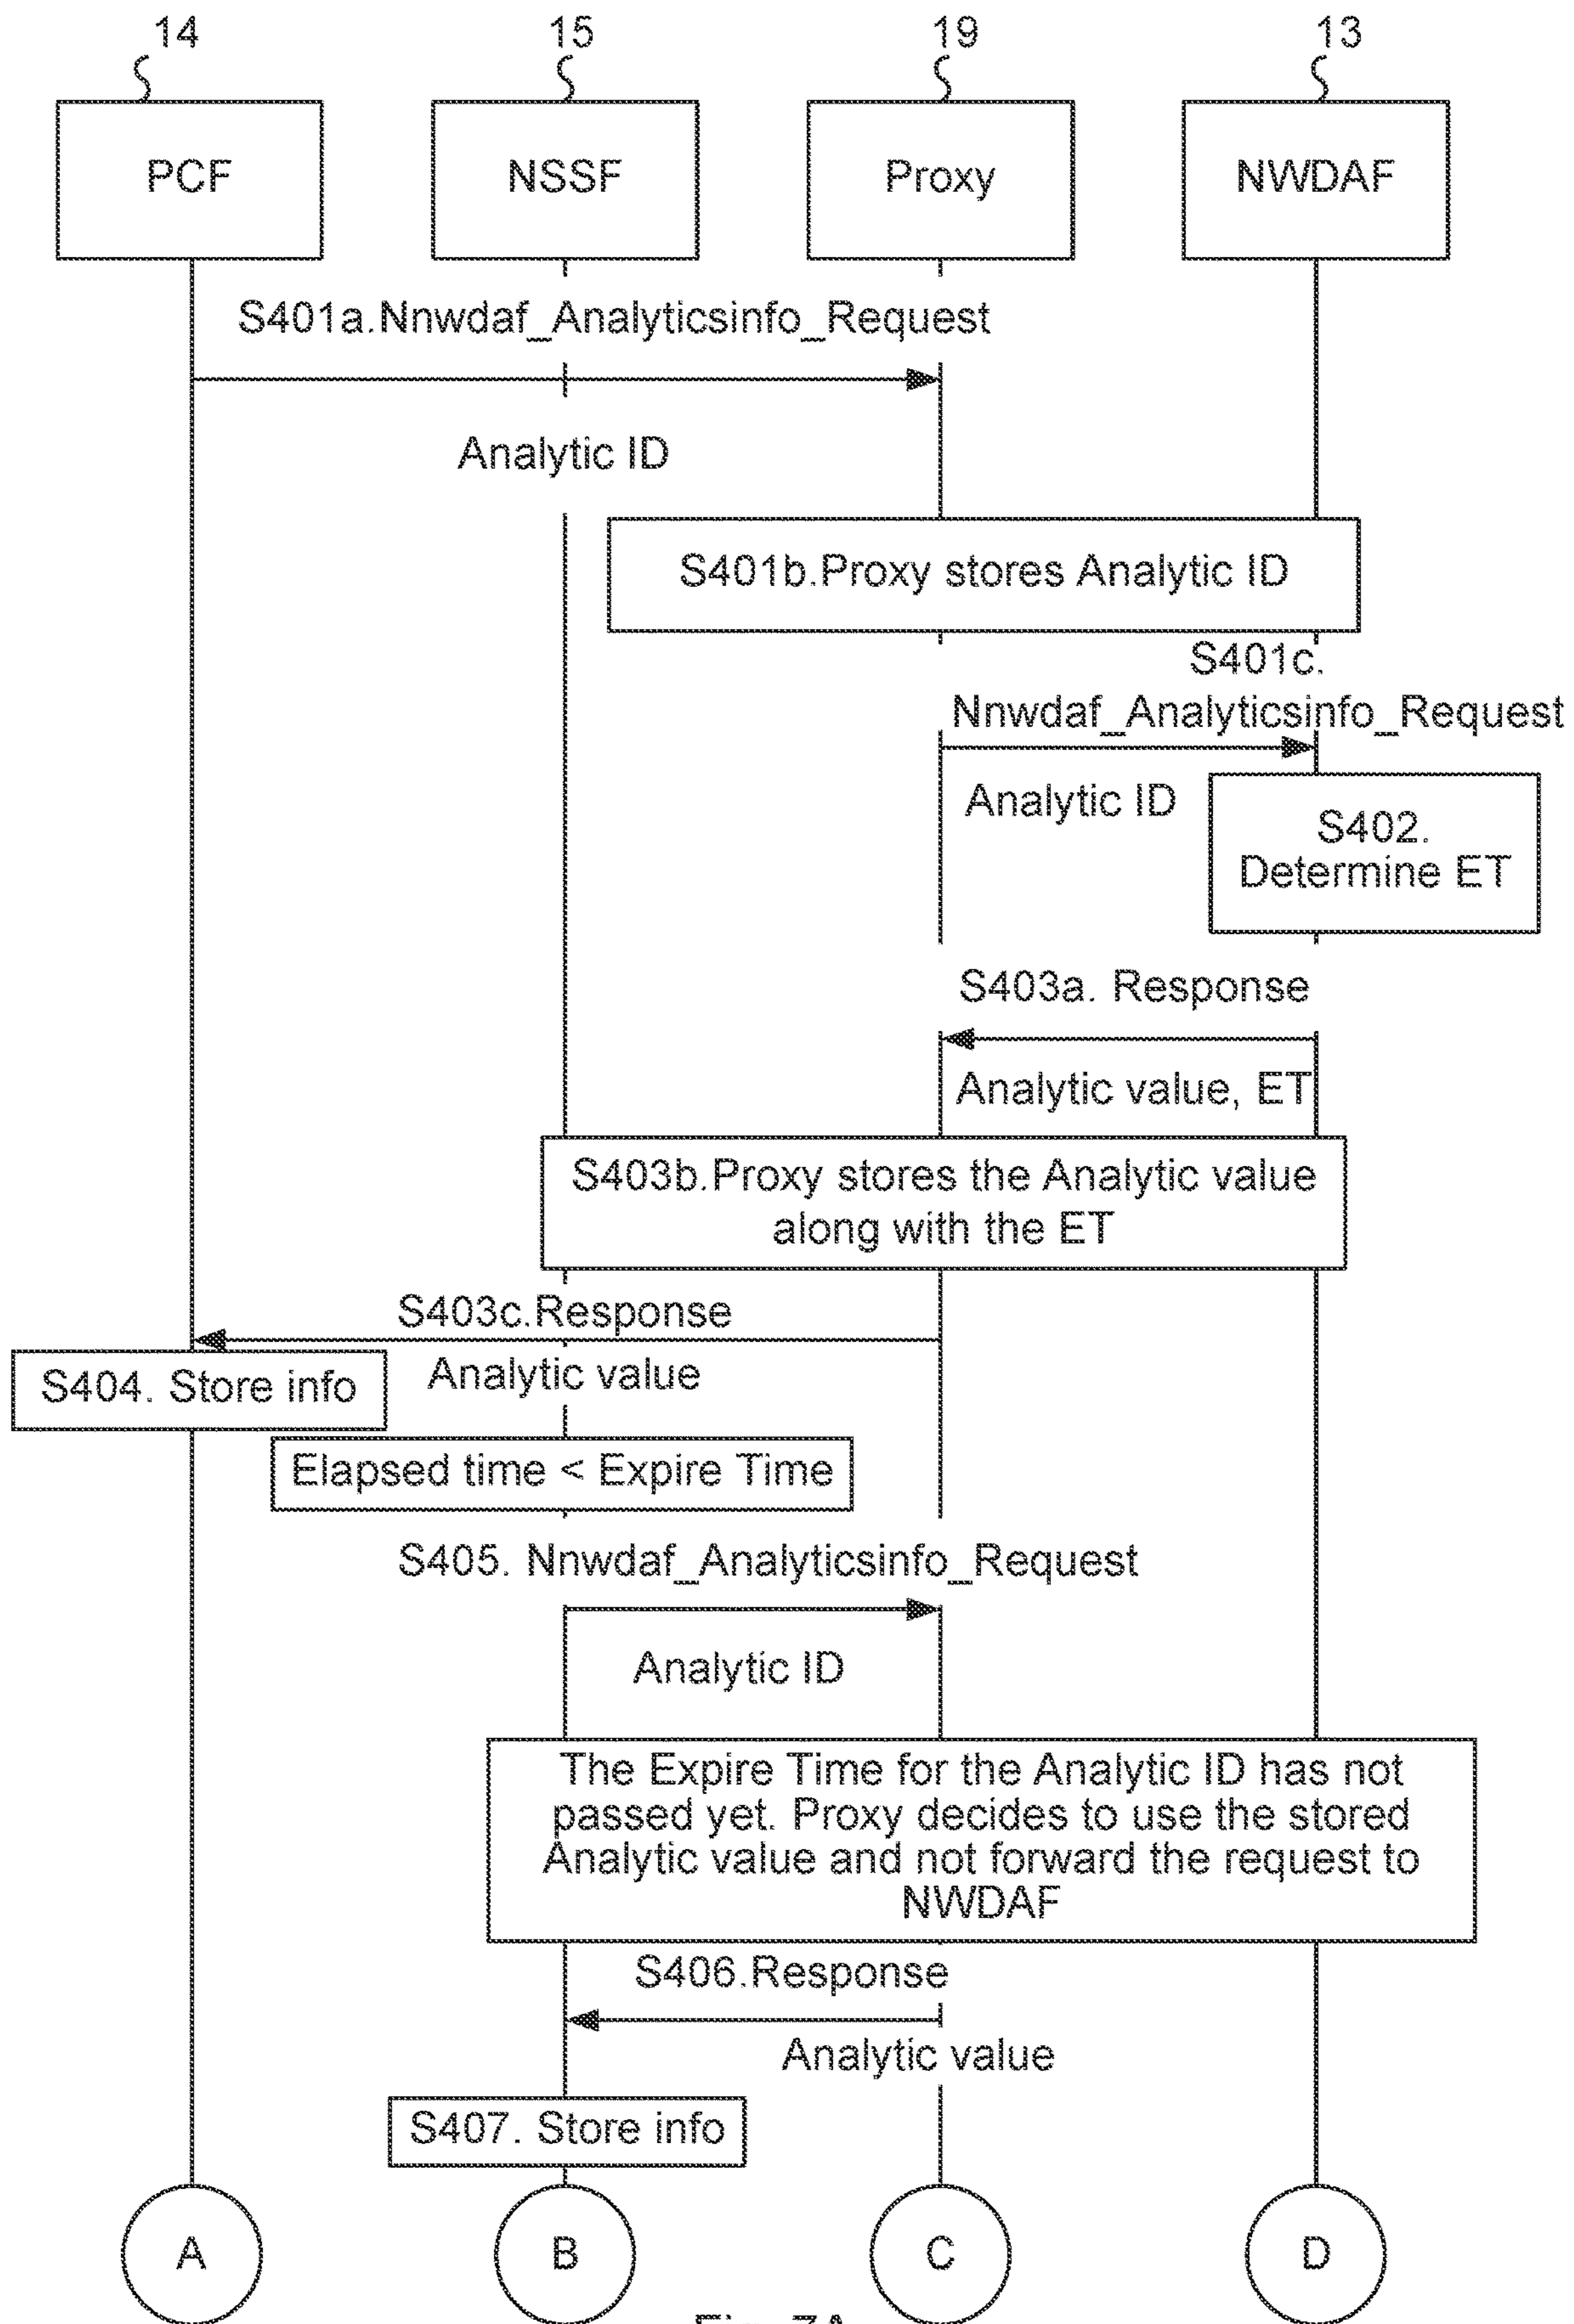 14 15 19 13
PCF NSSF Proxy NWDAF
S401a.Nnwdaf_Analyticsinfo_Request
Analytic ID
S401b.Proxy stores Analytic ID
S401c.
Nnwdaf_Analyticsinfo_Request
Analytic ID
S402.
Determine ET
S403a. Response
Analytic value, ET
S403b.Proxy stores the Analytic value
along with the ET
S403c.Response
Analytic value
S404. Store info
Elapsed time < Expire Time
S405. Nnwdaf_Analyticsinfo_Request
Analytic ID
The Expire Time for the Analytic ID has not
passed yet. Proxy decides to use the stored
Analytic value and not forward the request to
NWDAF
S406.Response
Analytic value
S407. Store info
A B C D